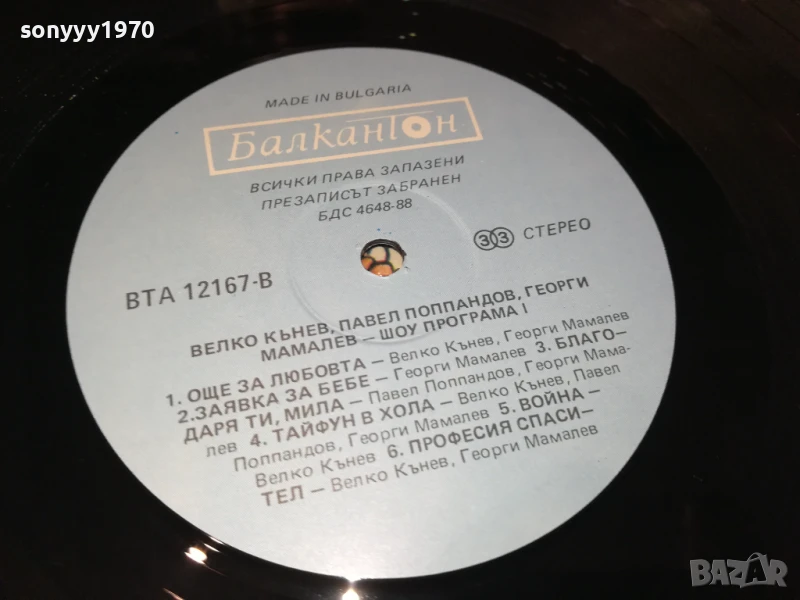 sonyyy1970
MADE IN BULGARIA
Балкантон
ВСИЧКИ ПРАВА ЗАПАЗЕНИ
ПРЕЗАПИСЪТ ЗАБРАНЕН
БДС 4648-88
33 СТЕРЕО
ВТА 12167-В
ВЕЛКО КЪНЕВ, ПАВЕЛ ПОППАНДОВ, ГЕОРГИ
МАМАЛЕВ – ШОУ ПРОГРАМА I
1. ОЩЕ ЗА ЛЮБОВТА – Велко Кънев, Георги Мамалев
2.ЗАЯВКА ЗА БЕБЕ – Георги Мамалев 3. БЛАГО-
ДАРЯ ТИ, МИЛА – Павел Поппандов, Георги Мама-
лев 4. ТАЙФУН В ХОЛА – Велко Кънев, Павел
Поппандов, Георги Мамалев 5. ВОЙНА –
Велко Кънев 6. ПРОФЕСИЯ СПАСИ-
ТЕЛ – Велко Кънев, Георги Мамалев
BAZAR
bazar.bg